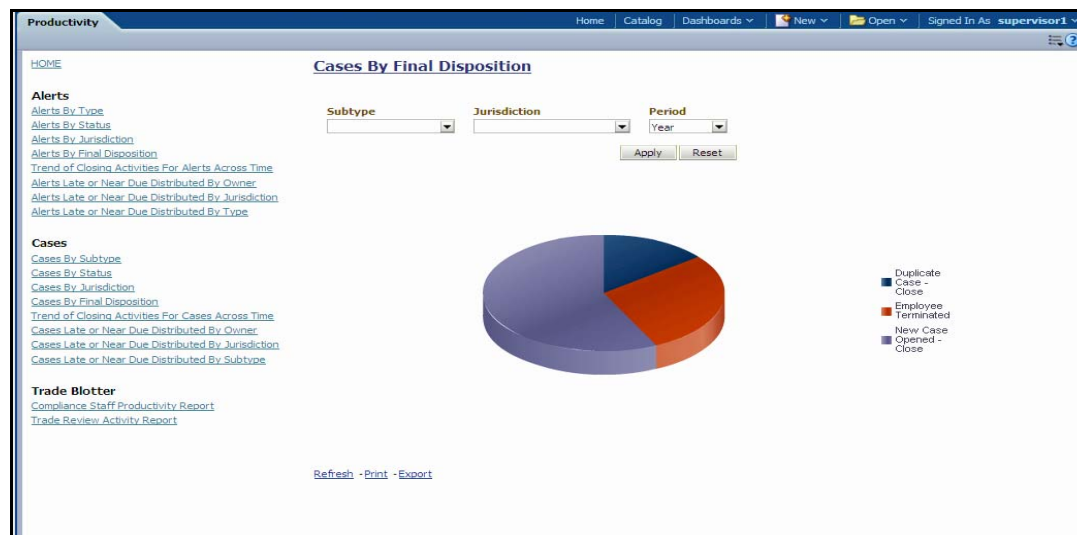 Productivity
Home Catalog Dashboards New Open Signed In As supervisor1
HOME
Alerts
Alerts By Type
Alerts By Status
Alerts By Jurisdiction
Alerts By Final Disposition
Trend of Closing Activities For Alerts Across Time
Alerts Late or Near Due Distributed By Owner
Alerts Late or Near Due Distributed By Jurisdiction
Alerts Late or Near Due Distributed By Type
Cases
Cases By Subtype
Cases By Status
Cases By Jurisdiction
Cases By Final Disposition
Trend of Closing Activities For Cases Across Time
Cases Late or Near Due Distributed By Owner
Cases Late or Near Due Distributed By Jurisdiction
Cases Late or Near Due Distributed By Subtype
Trade Blotter
Compliance Staff Productivity Report
Trade Review Activity Report
Cases By Final Disposition
Subtype Jurisdiction Period
Year
Apply Reset
Duplicate
Case -
Close
Employee
Terminated
New Case
Opened -
Close
Refresh - Print - Export